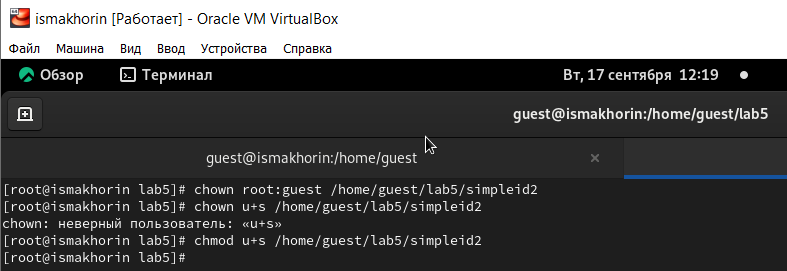 ismakhorin [Работает] - Oracle VM VirtualBox
Файл Машина Вид Ввод Устройства Справка
Обзор Терминал Вт, 17 сентября 12:19
guest@ismakhorin:/home/guest/lab5
guest@ismakhorin:/home/guest ×
[root@ismakhorin lab5]# chown root:guest /home/guest/lab5/simpleid2
[root@ismakhorin lab5]# chown u+s /home/guest/lab5/simpleid2
chown: неверный пользователь: «u+s»
[root@ismakhorin lab5]# chmod u+s /home/guest/lab5/simpleid2
[root@ismakhorin lab5]#